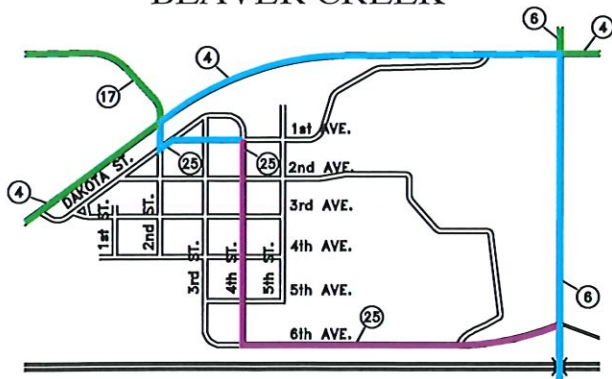 BEAVER CREEK
6
4
4
17
1st AVE.
25
25
2nd AVE.
DAKOTA ST.
4
3rd AVE.
1st ST.
2nd ST.
3rd ST.
4th ST.
5th ST.
4th AVE.
5th AVE.
6
25
6th AVE.